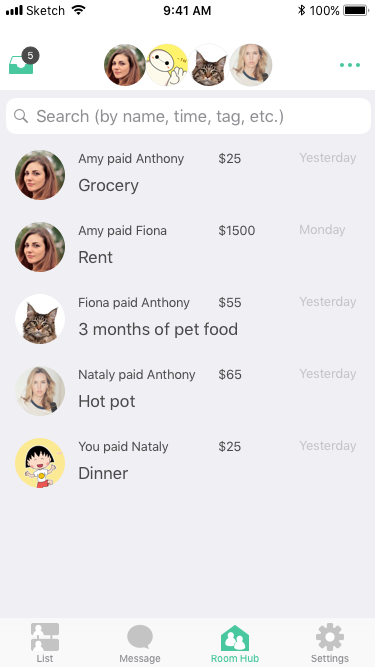 Sketch 9:41 AM 100%
5
Search (by name, time, tag, etc.)
Amy paid Anthony $25 Yesterday
Grocery
Amy paid Fiona $1500 Monday
Rent
Fiona paid Anthony $55 Yesterday
3 months of pet food
Nataly paid Anthony $65 Yesterday
Hot pot
You paid Nataly $25 Yesterday
Dinner
List Message Room Hub Settings